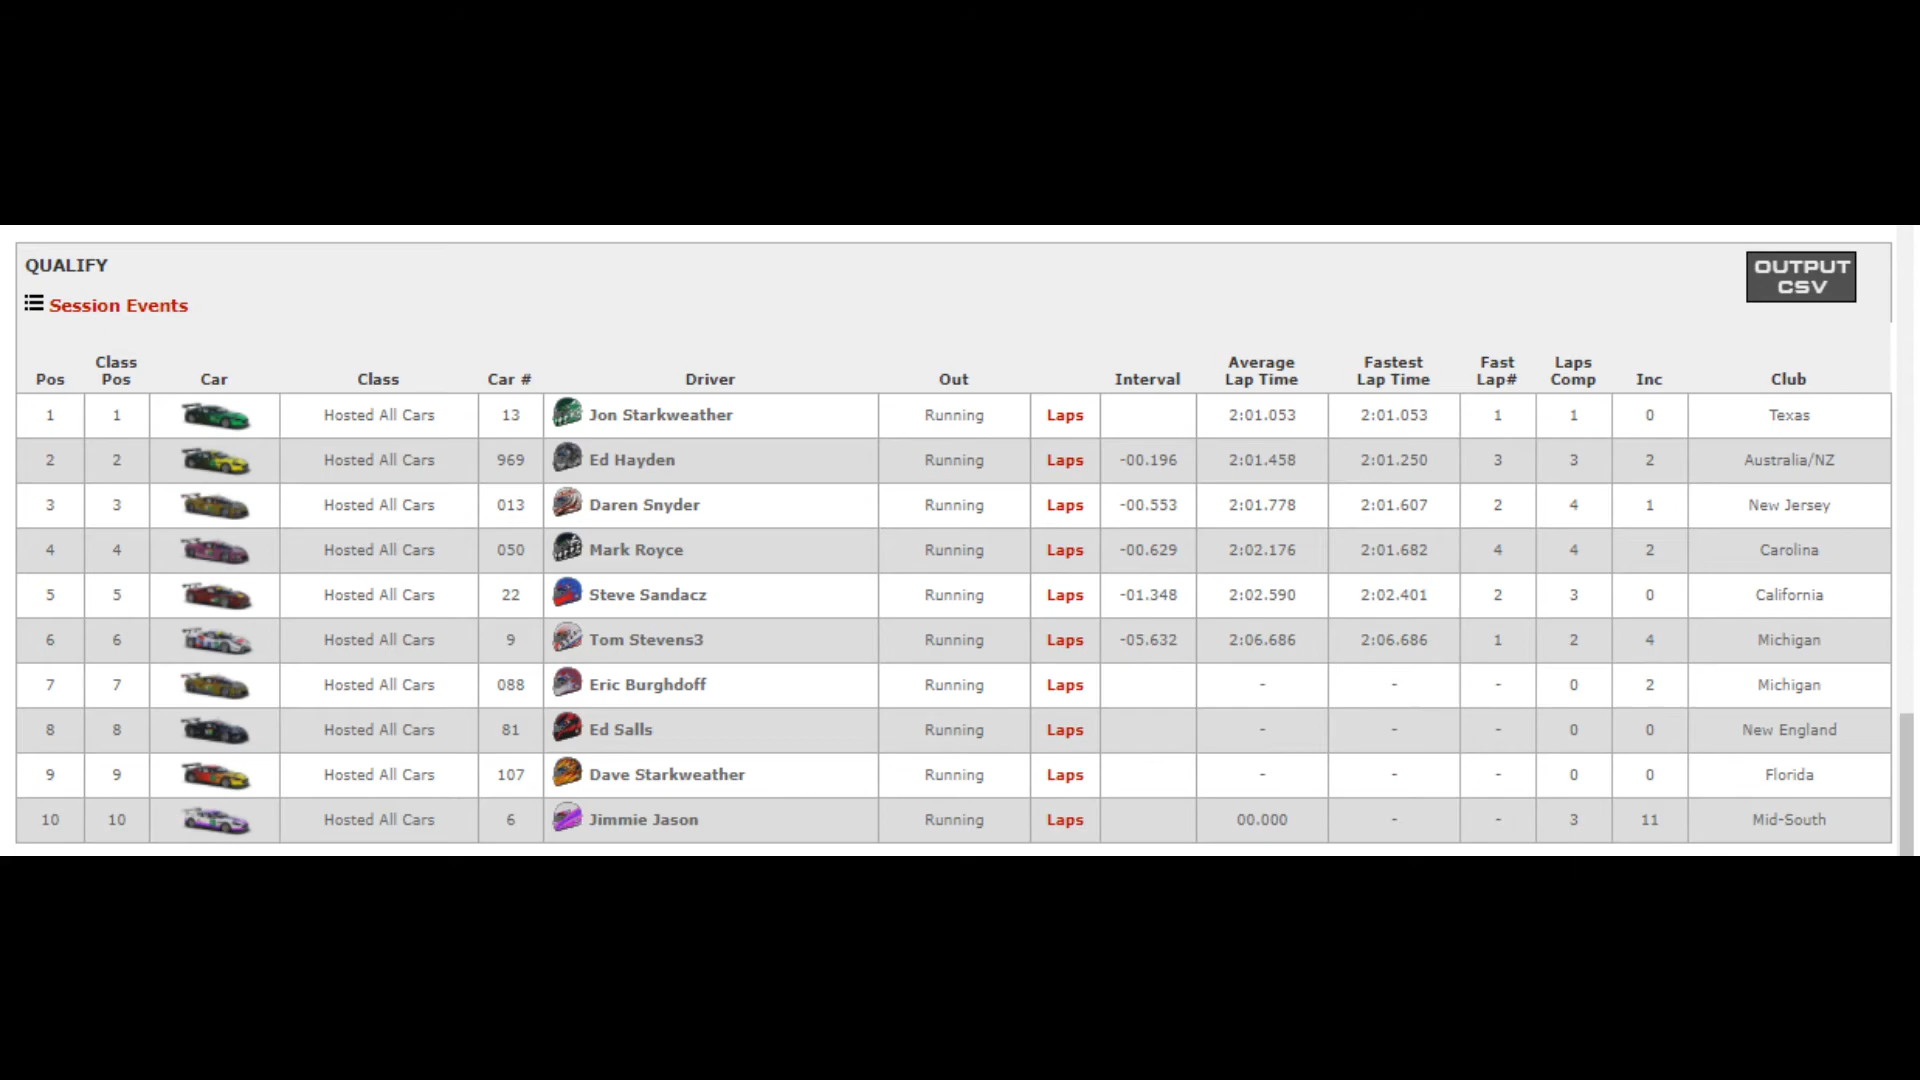 QUALIFY
OUTPUT CSV
Session Events
Pos Class Pos Car Class Car # Driver Out Interval Average Lap Time Fastest Lap Time Fast Lap# Laps Comp Inc Club
1 1 Hosted All Cars 13 Jon Starkweather Running Laps 2:01.053 2:01.053 1 1 0 Texas
2 2 Hosted All Cars 969 Ed Hayden Running Laps -00.196 2:01.458 2:01.250 3 3 2 Australia/NZ
3 3 Hosted All Cars 013 Daren Snyder Running Laps -00.553 2:01.778 2:01.607 2 4 1 New Jersey
4 4 Hosted All Cars 050 Mark Royce Running Laps -00.629 2:02.176 2:01.682 4 4 2 Carolina
5 5 Hosted All Cars 22 Steve Sandacz Running Laps -01.348 2:02.590 2:02.401 2 3 0 California
6 6 Hosted All Cars 9 Tom Stevens3 Running Laps -05.632 2:06.686 2:06.686 1 2 4 Michigan
7 7 Hosted All Cars 088 Eric Burghdoff Running Laps - - - 0 2 Michigan
8 8 Hosted All Cars 81 Ed Salls Running Laps - - - 0 0 New England
9 9 Hosted All Cars 107 Dave Starkweather Running Laps - - - 0 0 Florida
10 10 Hosted All Cars 6 Jimmie Jason Running Laps 00.000 - - 3 11 Mid-South